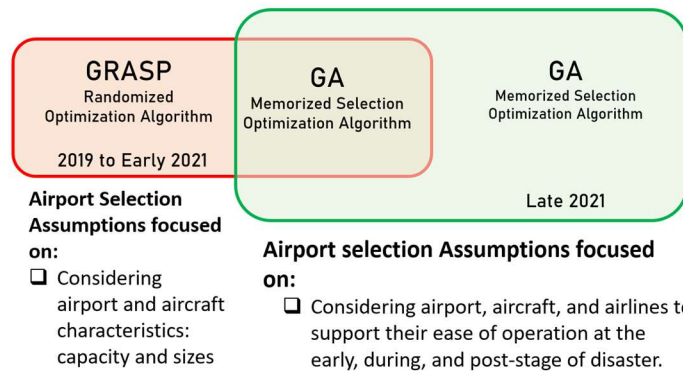 GRASP
Randomized
Optimization Algorithm
2019 to Early 2021
GA
Memorized Selection
Optimization Algorithm
GA
Memorized Selection
Optimization Algorithm
Late 2021
Airport Selection
Assumptions focused
on:
❑ Considering
airport and aircraft
characteristics:
capacity and sizes
Airport selection Assumptions focused
on:
❑ Considering airport, aircraft, and airlines
support their ease of operation at the
early, during, and post-stage of disaster.